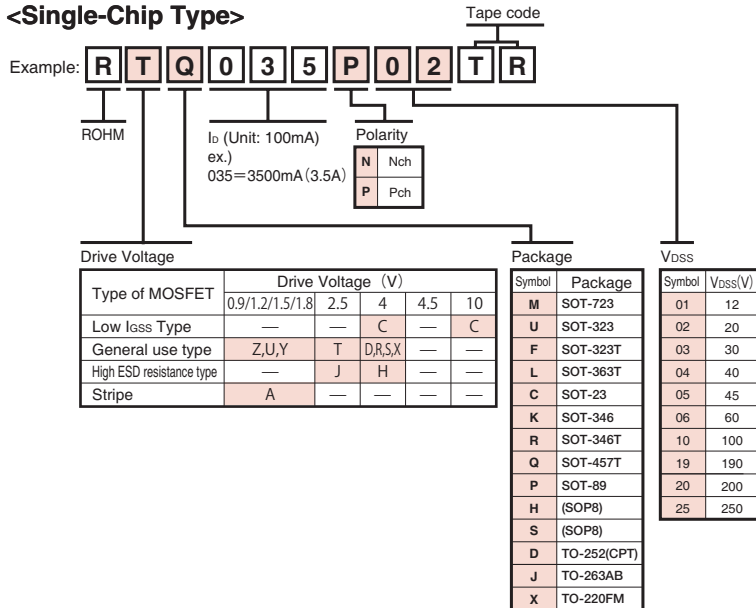 <Single-Chip Type>
Tape code
Example: R T Q 0 3 5 P 0 2 T R
ROHM
ID (Unit: 100mA)
ex.)
035=3500mA(3.5A)
Polarity
N Nch
P Pch
Drive Voltage
Type of MOSFET Drive Voltage (V)
0.9/1.2/1.5/1.8 2.5 4 4.5 10
Low IGSS Type — — C — C
General use type Z,U,Y T D,R,S,X — —
High ESD resistance type — J H — —
Stripe A — — — —
Package
Symbol Package
M SOT-723
U SOT-323
F SOT-323T
L SOT-363T
C SOT-23
K SOT-346
R SOT-346T
Q SOT-457T
P SOT-89
H (SOP8)
S (SOP8)
D TO-252(CPT)
J TO-263AB
X TO-220FM
VDSS
Symbol VDSS(V)
01 12
02 20
03 30
04 40
05 45
06 60
10 100
19 190
20 200
25 250